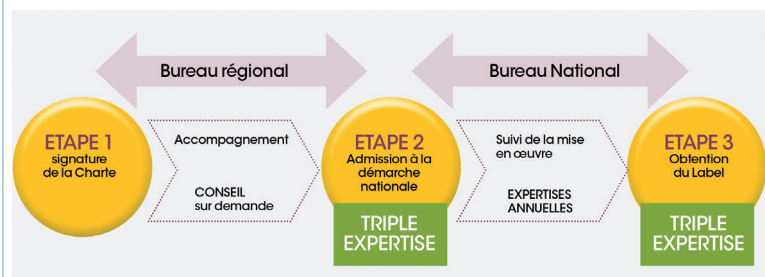 Bureau régional
Bureau National
ETAPE 1
signature
de la Charte
Accompagnement
CONSEIL
sur demande
ETAPE 2
Admission à la
démarche
nationale
TRIPLE
EXPERTISE
Suivi de la mise
en œuvre
EXPERTISES
ANNUELLES
ETAPE 3
Obtention
du Label
TRIPLE
EXPERTISE